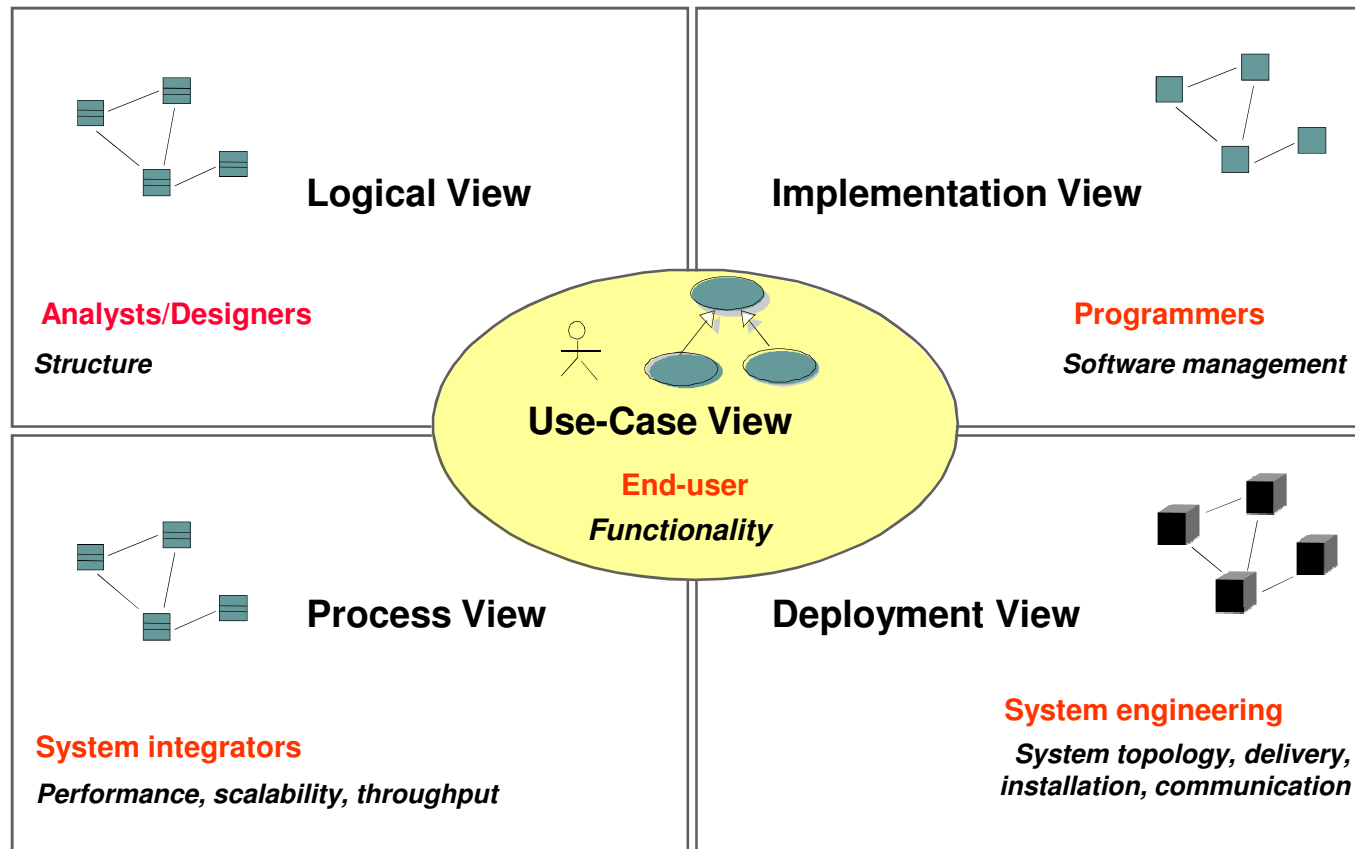 Logical View
Analysts/Designers
Structure
Implementation View
Programmers
Software management
Use-Case View
End-user
Functionality
Process View
System integrators
Performance, scalability, throughput
Deployment View
System engineering
System topology, delivery,
installation, communication